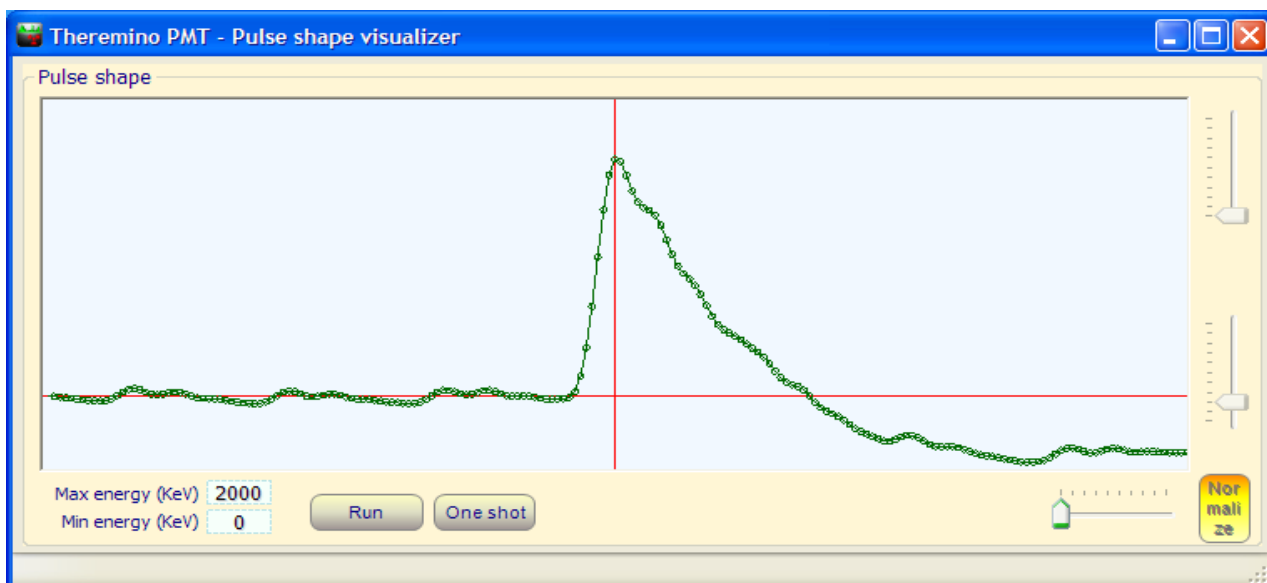 Theremino PMT - Pulse shape visualizer
Pulse shape
Max energy (KeV) 2000
Min energy (KeV) 0
Run
One shot
Nor
mali
ze